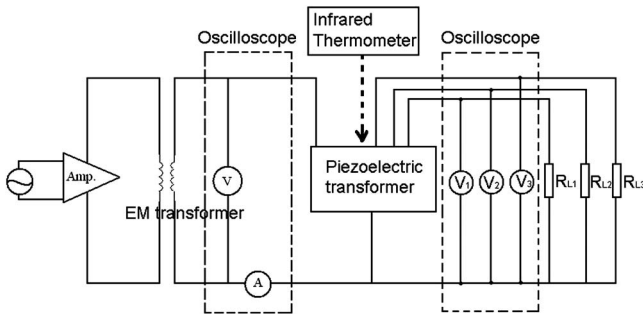 Infrared
Thermometer
Oscilloscope
Oscilloscope
Amp.
EM transformer
V
A
Piezoelectric
transformer
V1
V2
V3
RL1
RL2
RL3